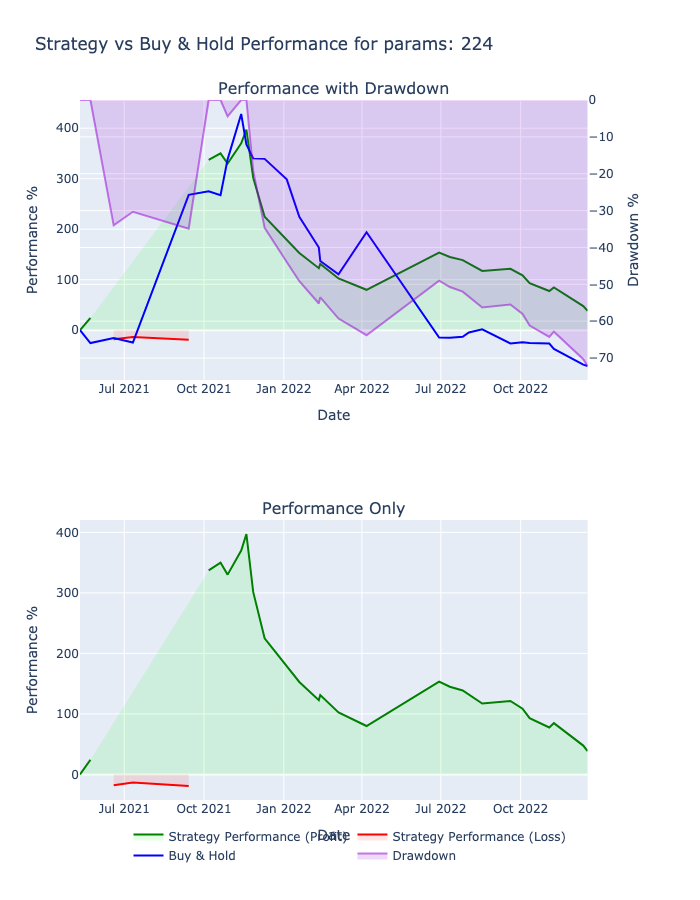 Strategy vs Buy & Hold Performance for params: 224
Performance with Drawdown
400
300
200
100
0
Performance %
0
−10
−20
−30
−40
−50
−60
−70
Drawdown %
Jul 2021 Oct 2021 Jan 2022 Apr 2022 Jul 2022 Oct 2022
Date
Performance Only
400
300
200
100
0
Performance %
Jul 2021 Oct 2021 Jan 2022 Apr 2022 Jul 2022 Oct 2022
Date
Strategy Performance (Profit) Strategy Performance (Loss)
Buy & Hold Drawdown